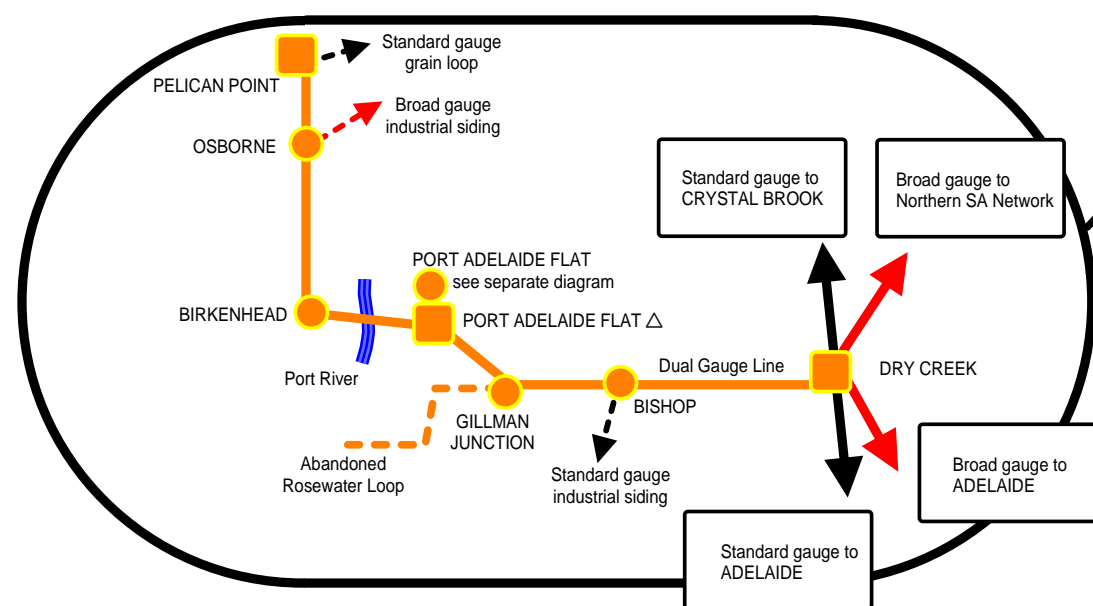 Standard gauge
grain loop
PELICAN POINT
Broad gauge
industrial siding
OSBORNE
Standard gauge to
CRYSTAL BROOK
Broad gauge to
Northern SA Network
PORT ADELAIDE FLAT
see separate diagram
BIRKENHEAD
PORT ADELAIDE FLAT △
Port River
Dual Gauge Line
DRY CREEK
BISHOP
GILLMAN
JUNCTION
Abandoned
Rosewater Loop
Standard gauge
industrial siding
Broad gauge to
ADELAIDE
Standard gauge to
ADELAIDE